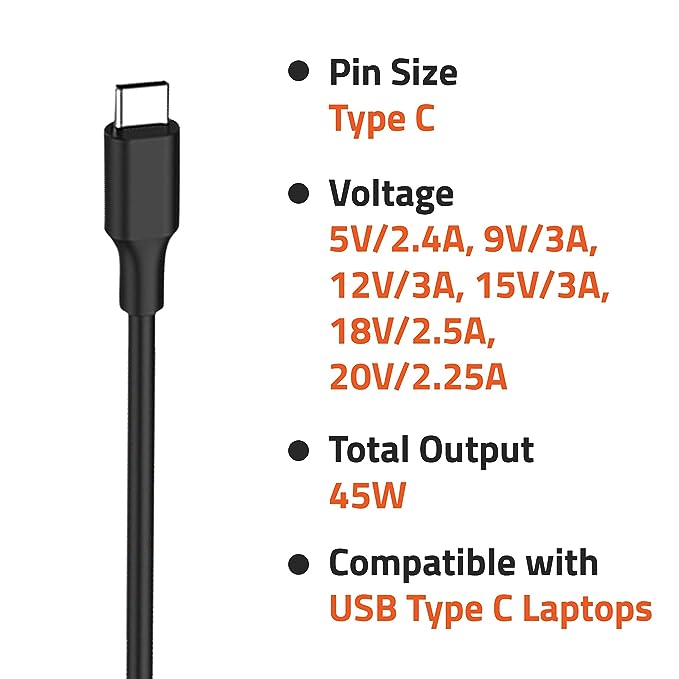 Pin Size
Type C
Voltage
5V/2.4A, 9V/3A,
12V/3A, 15V/3A,
18V/2.5A,
20V/2.25A
Total Output
45W
Compatible with
USB Type C Laptops